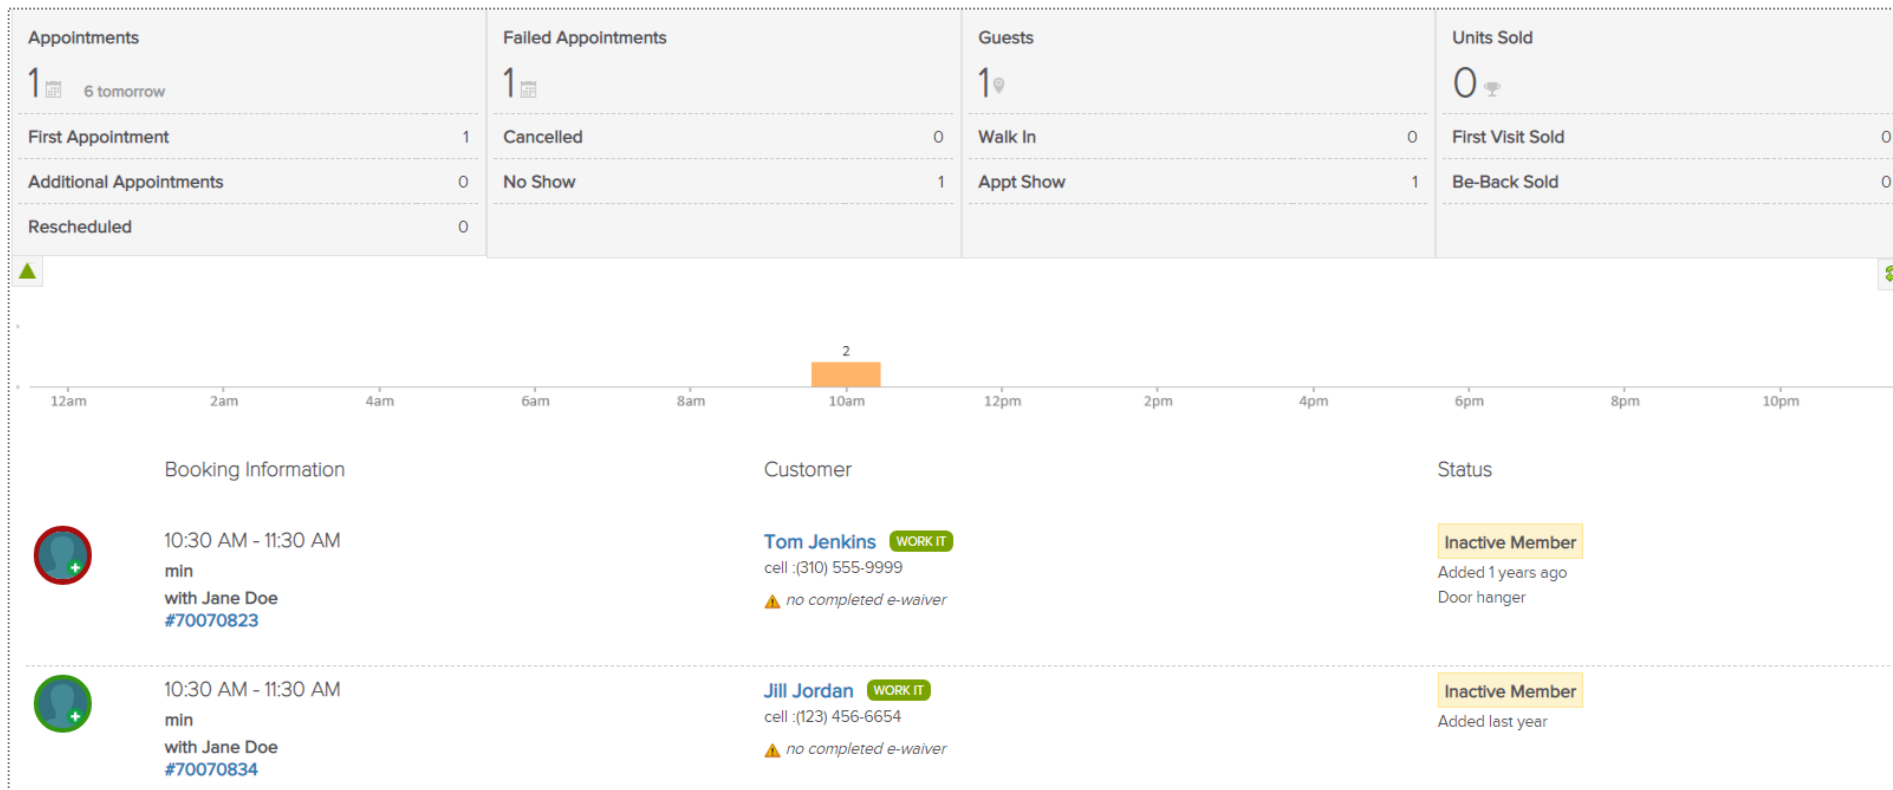 Appointments
1 6 tomorrow
First Appointment 1
Additional Appointments 0
Rescheduled 0
Failed Appointments
1
Cancelled 0
No Show 1
Guests
1
Walk In 0
Appt Show 1
Units Sold
0
First Visit Sold 0
Be-Back Sold 0
2
12am 2am 4am 6am 8am 10am 12pm 2pm 4pm 6pm 8pm 10pm
Booking Information Customer Status
10:30 AM - 11:30 AM
min
with Jane Doe
#70070823
Tom Jenkins WORK IT
cell :(310) 555-9999
no completed e-waiver
Inactive Member
Added 1 years ago
Door hanger
10:30 AM - 11:30 AM
min
with Jane Doe
#70070834
Jill Jordan WORK IT
cell :(123) 456-6654
no completed e-waiver
Inactive Member
Added last year